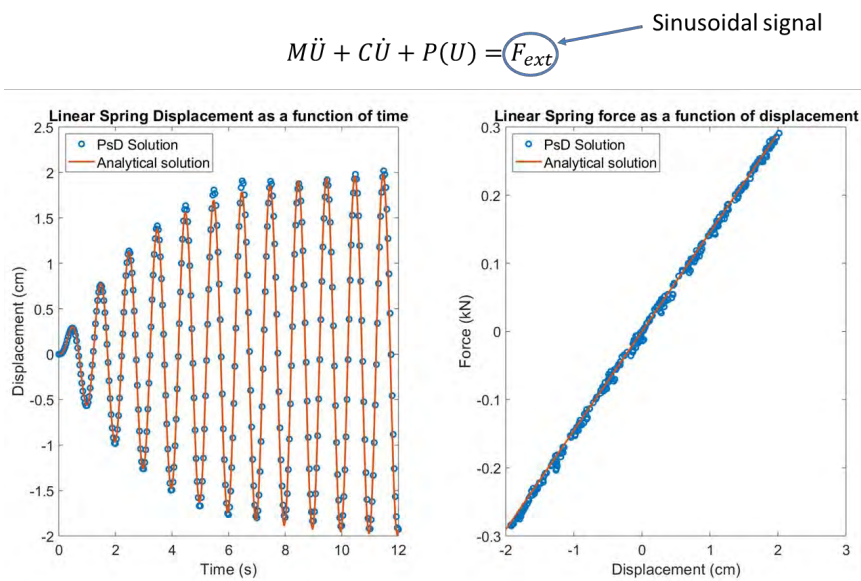 Sinusoidal signal
MÜ + CU̇ + P(U) = F_ext
Linear Spring Displacement as a function of time
2.5
2
1.5
1
0.5
0
-0.5
-1
-1.5
-2
0
2
4
6
8
10
12
Displacement (cm)
Time (s)
PsD Solution
Analytical solution
Linear Spring force as a function of displacement
0.3
0.2
0.1
0
-0.1
-0.2
-0.3
-2
-1
0
1
2
3
Force (kN)
Displacement (cm)
PsD Solution
Analytical solution